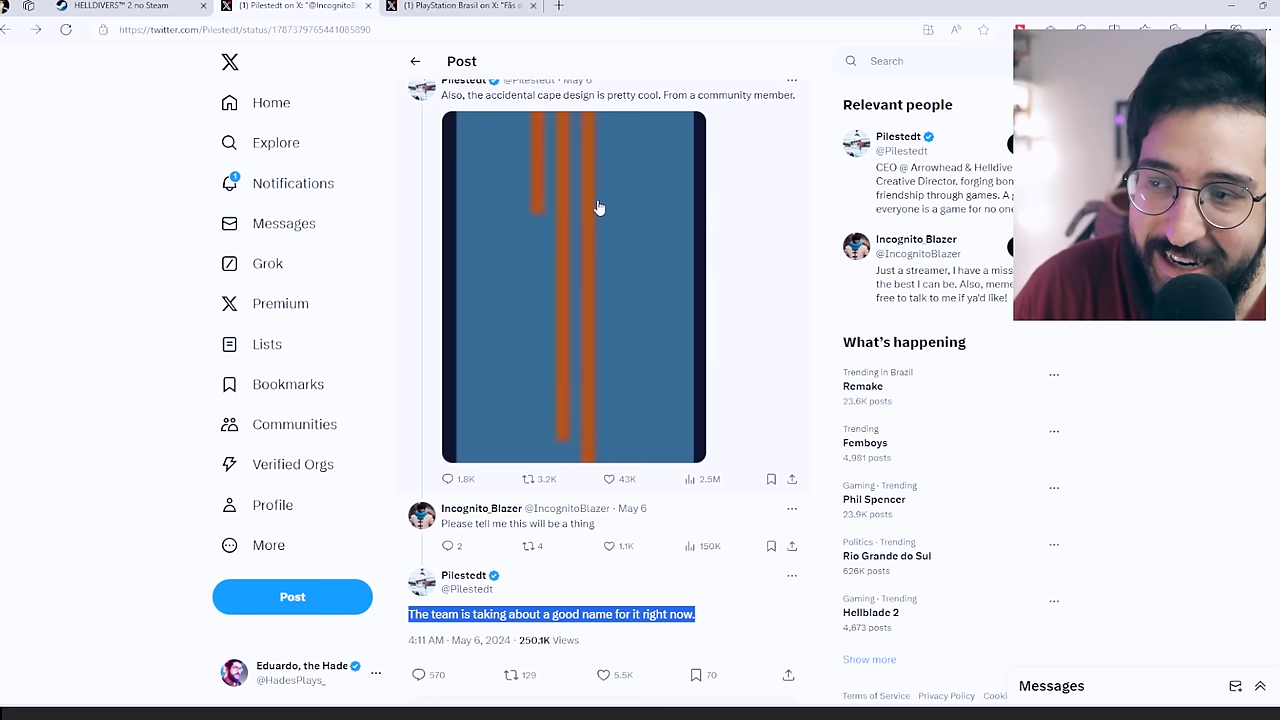 HELLDIVERS™ 2 no Steam
(1) Pilestedt on X: "@IncognitoB
(1) PlayStation Brasil on X: "Fãs d
https://twitter.com/Pilestedt/status/1787379765441085890
Post
Search
Home
Explore
1
Notifications
Messages
Grok
Premium
Lists
Bookmarks
Communities
Verified Orgs
Profile
More
Post
Eduardo, the Hade
@HadesPlays_
Pilestedt @Pilestedt · May 6
Also, the accidental cape design is pretty cool. From a community member.
1.8K 3.2K 43K 2.5M
Incognito_Blazer @IncognitoBlazer · May 6
Please tell me this will be a thing
2 4 1.1K 150K
Pilestedt
@Pilestedt
The team is taking about a good name for it right now.
4:11 AM · May 6, 2024 · 250.1K Views
570 129 5.5K 70
Relevant people
Pilestedt
@Pilestedt
CEO @ Arrowhead & Helldive
Creative Director. forging bon
friendship through games. A g
everyone is a game for no one
Incognito_Blazer
@IncognitoBlazer
Just a streamer, I have a miss
the best I can be. Also, meme
free to talk to me if ya'd like!
What's happening
Trending in Brazil
Remake
23.6K posts
Trending
Femboys
4,981 posts
Gaming · Trending
Phil Spencer
23.9K posts
Politics · Trending
Rio Grande do Sul
626K posts
Gaming · Trending
Hellblade 2
4,673 posts
Show more
Terms of Service Privacy Policy Cooki
Messages